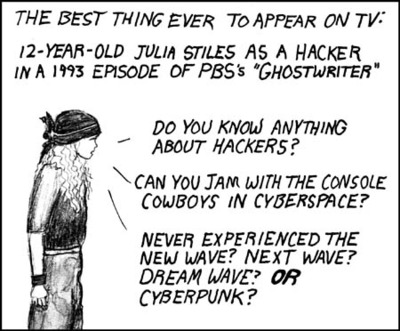 THE BEST THING EVER TO APPEAR ON TV:
12-YEAR-OLD JULIA STILES AS A HACKER
IN A 1993 EPISODE OF PBS'S "GHOSTWRITER"
DO YOU KNOW ANYTHING
ABOUT HACKERS?
CAN YOU JAM WITH THE CONSOLE
COWBOYS IN CYBERSPACE?
NEVER EXPERIENCED THE
NEW WAVE? NEXT WAVE?
DREAM WAVE? OR
CYBERPUNK?